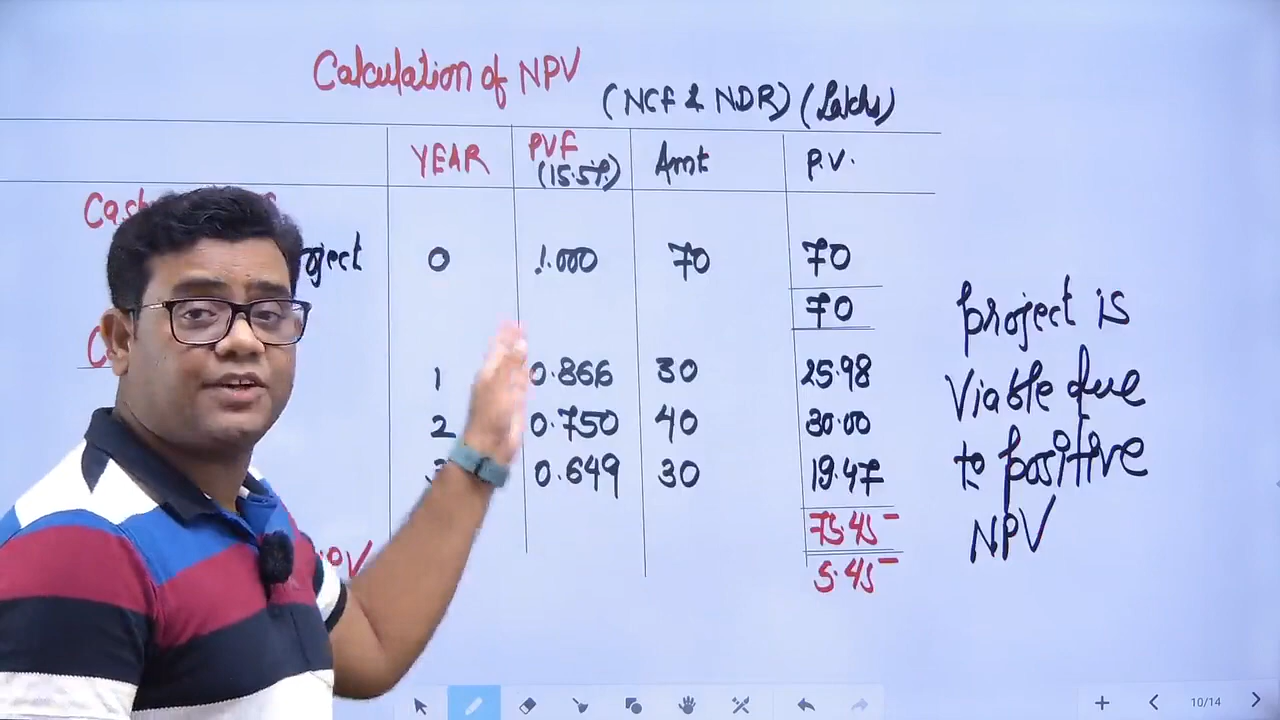 Calculation of NPV
(NCF & NDR) (Lakhs)
YEAR PVF (15.5%) Amt P.V.
oject 0 1.000 70 70
70
1 0.866 30 25.98
2 0.750 40 30.00
0.649 30 19.47
75.45
NPV 5.45
project is
Viable due
to positive
NPV
10/14